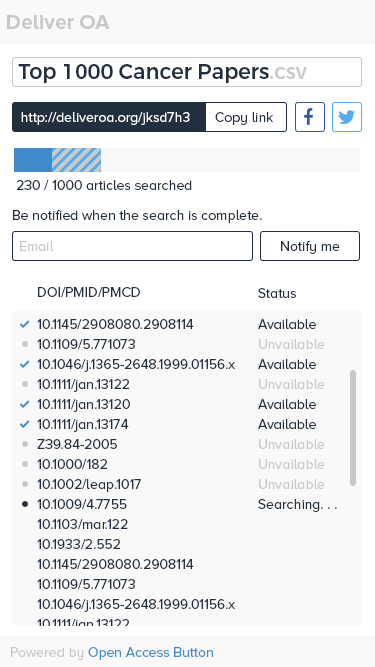 Deliver OA
Top 1000 Cancer Papers.csv
http://deliveroa.org/jksd7h3 Copy link
230 / 1000 articles searched
Be notified when the search is complete.
Email Notify me
DOI/PMID/PMCD Status
10.1145/2908080.2908114 Available
10.1109/5.771073 Unavailable
10.1046/j.1365-2648.1999.01156.x Available
10.1111/jan.13122 Unavailable
10.1111/jan.13120 Available
10.1111/jan.13174 Available
Z39.84-2005 Unavailable
10.1000/182 Unavailable
10.1002/leap.1017 Unavailable
10.1009/4.7755 Searching. . .
10.1103/mar.122
10.1933/2.552
10.1145/2908080.2908114
10.1109/5.771073
10.1046/j.1365-2648.1999.01156.x
10.1111/jan.13122
Powered by Open Access Button